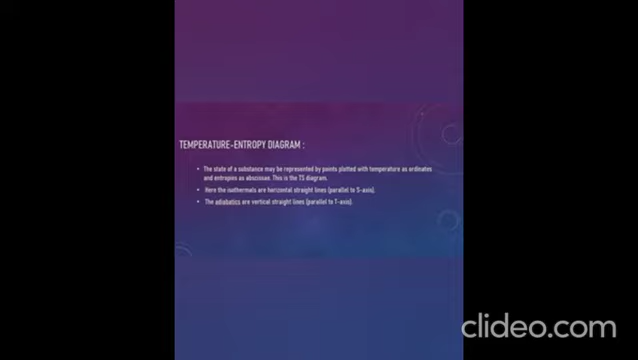 TEMPERATURE-ENTROPY DIAGRAM :
• The state of a substance may be represented by points plotted with temperature as ordinates
and entropies as abscissae. This is the TS diagram.
• Here the isothermals are horizontal straight lines (parallel to S-axis).
• The adiabatics are vertical straight lines (parallel to T-axis).
clideo.com